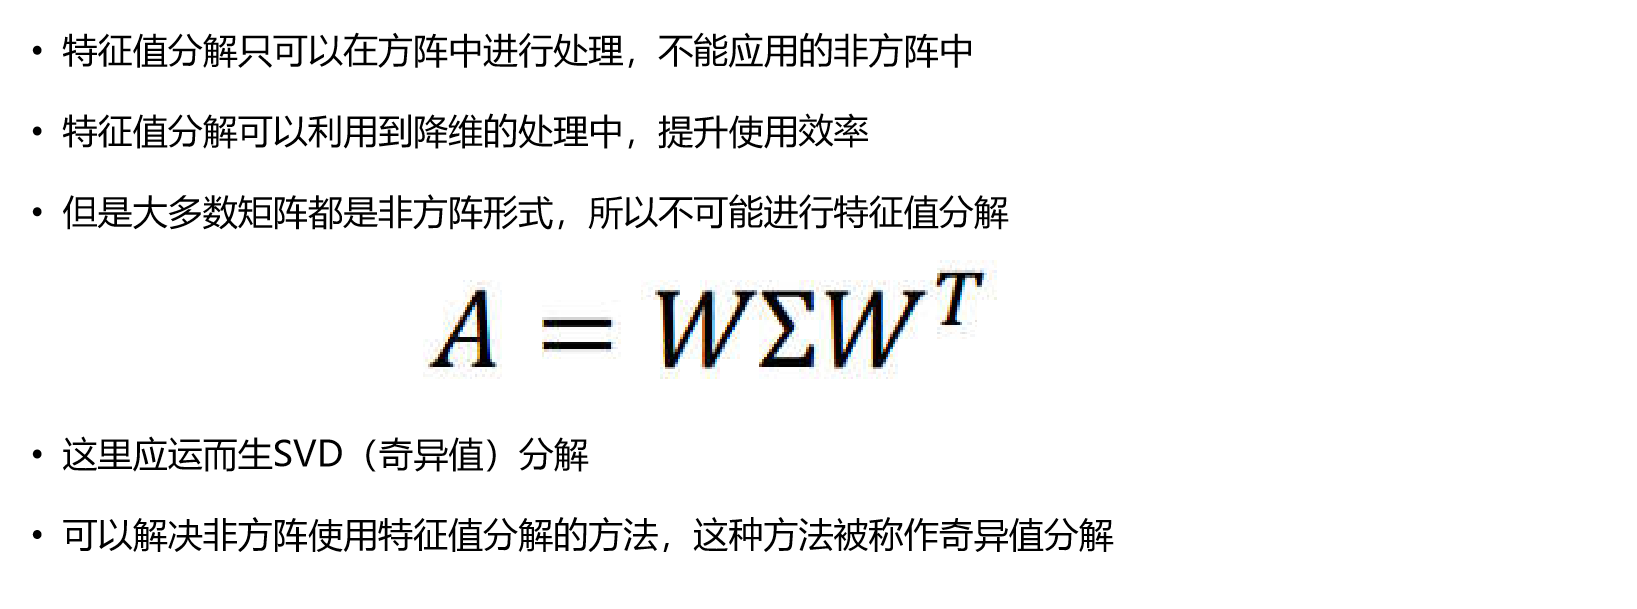 • 特征值分解只可以在方阵中进行处理，不能应用的非方阵中
• 特征值分解可以利用到降维的处理中，提升使用效率
• 但是大多数矩阵都是非方阵形式，所以不可能进行特征值分解
A = WΣW^T
• 这里应运而生SVD（奇异值）分解
• 可以解决非方阵使用特征值分解的方法，这种方法被称作奇异值分解